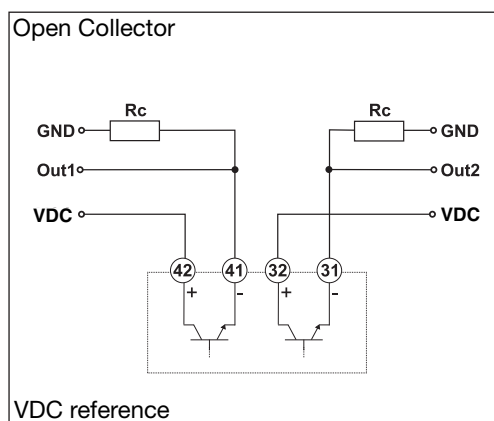 Open Collector
Rc Rc
GND GND
Out1 Out2
VDC VDC
42 41 32 31
+ - + -
VDC reference